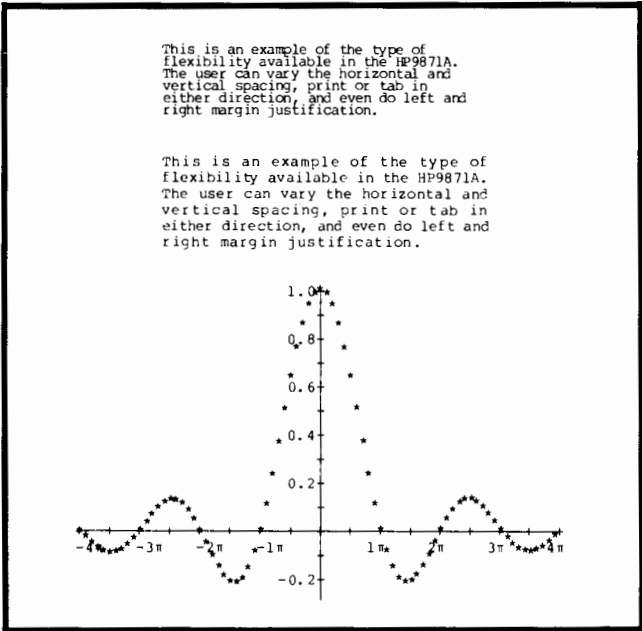 This is an example of the type of
flexibility available in the HP9871A.
The user can vary the horizontal and
vertical spacing, print or tab in
either direction, and even do left and
right margin justification.
This is an example of the type of
flexibility available in the HP9871A.
The user can vary the horizontal and
vertical spacing, print or tab in
either direction, and even do left and
right margin justification.
1.0
0.8
0.6
0.4
0.2
-4π -3π -2π -1π 1π 2π 3π 4π
-0.2